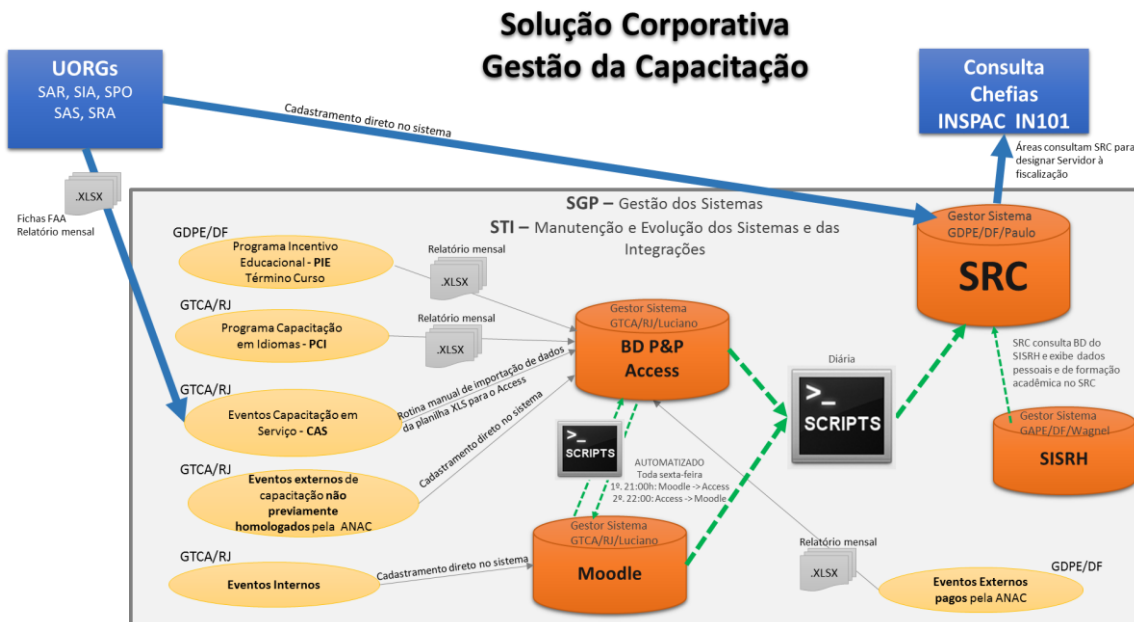 Solução Corporativa
Gestão da Capacitação
UORGs
SAR, SIA, SPO
SAS, SRA
Consulta
Chefias
INSPAC IN101
Cadastramento direto no sistema
Áreas consultam SRC para
designar Servidor à
fiscalização
.XLSX
Fichas FAA
Relatório mensal
SGP – Gestão dos Sistemas
STI – Manutenção e Evolução dos Sistemas e das
Integrações
Gestor Sistema
GDPE/DF/Paulo
SRC
GDPE/DF
Programa Incentivo
Educacional - PIE
Término Curso
Relatório mensal
.XLSX
GTCA/RJ
Programa Capacitação
em Idiomas - PCI
Relatório mensal
.XLSX
Gestor Sistema
GTCA/RJ/Luciano
BD P&P
Access
Diária
>_
SCRIPTS
SRC consulta BD do
SISRH e exibe dados
pessoais e de formação
acadêmica no SRC
GTCA/RJ
Eventos Capacitação em
Serviço - CAS
Rotina manual de importação de dados
da planilha XLS para o Access
Gestor Sistema
GAPE/DF/Wagnel
SISRH
>_
SCRIPTS
AUTOMATIZADO
Toda sexta-feira
1º. 21:00h: Moodle -> Access
2º. 22:00: Access -> Moodle
GTCA/RJ
Eventos externos de
capacitação não
previamente
homologados pela ANAC
Cadastramento direto no sistema
Gestor Sistema
GTCA/RJ/Luciano
Moodle
GTCA/RJ
Eventos Internos
Cadastramento direto no sistema
Relatório mensal
.XLSX
GDPE/DF
Eventos Externos
pagos pela ANAC